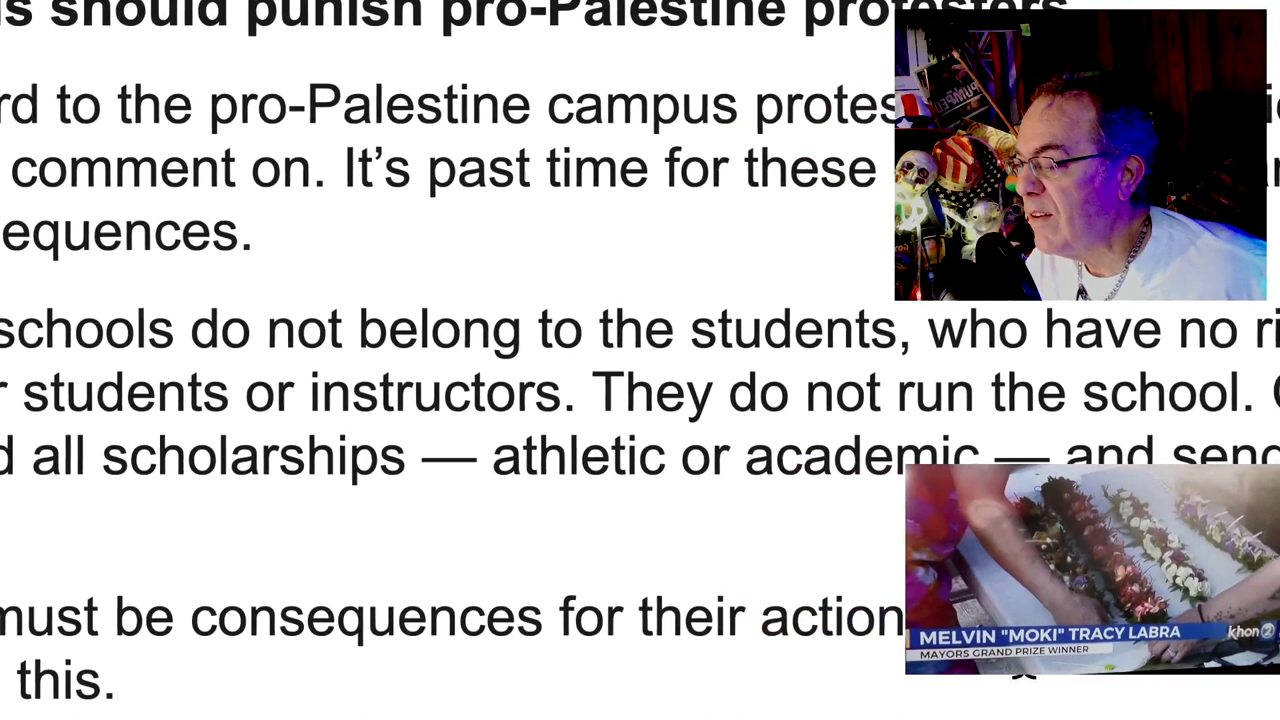 s should punish pro-Palestine protesters
rd to the pro-Palestine campus protes
comment on. It’s past time for these
equences.
schools do not belong to the students, who have no ri
r students or instructors. They do not run the school.
d all scholarships — athletic or academic — and send
must be consequences for their action
this.
PUMPED
MELVIN "MOKI" TRACY LABRA
khon2
MAYORS GRAND PRIZE WINNER